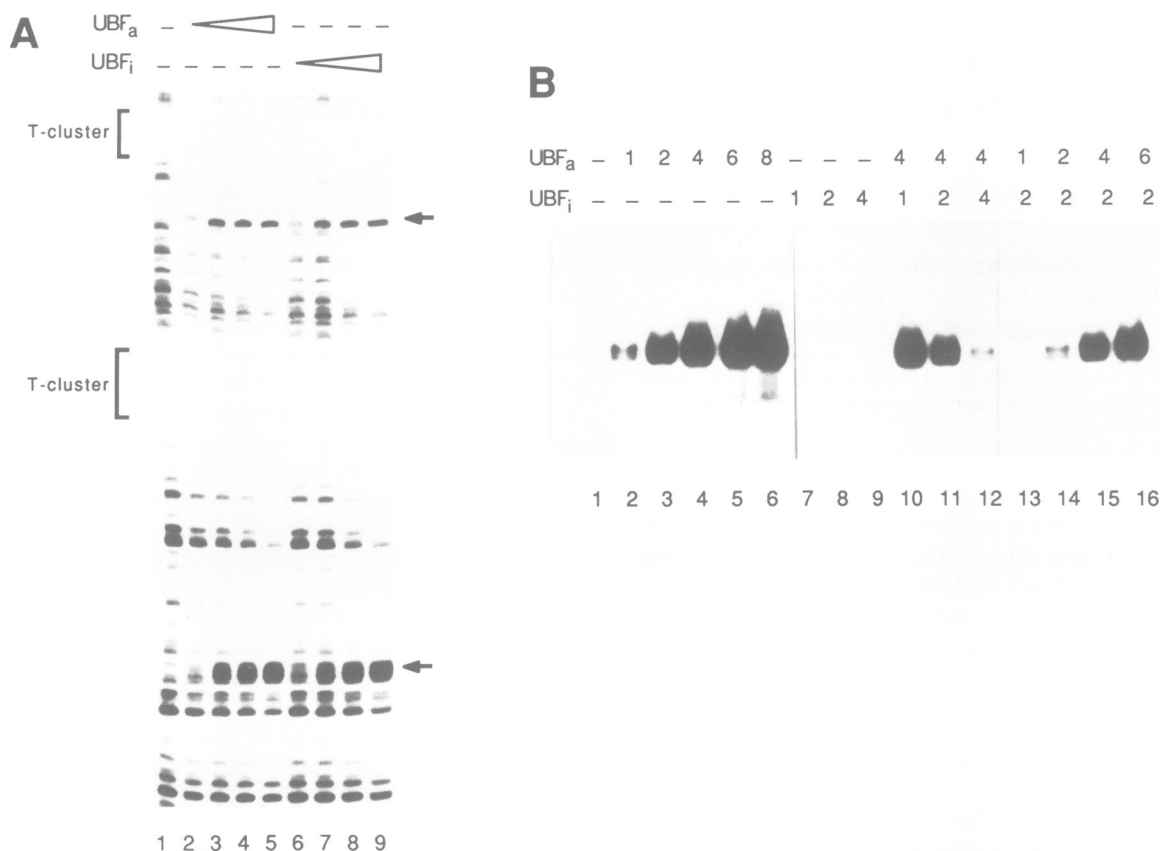 A
UBFa – – – – –
UBFi – – – – –
T-cluster
T-cluster
1 2 3 4 5 6 7 8 9
B
UBFa – 1 2 4 6 8 – – – 4 4 4 1 2 4 6
UBFi – – – – – – 1 2 4 1 2 4 2 2 2 2
1 2 3 4 5 6 7 8 9 10 11 12 13 14 15 16